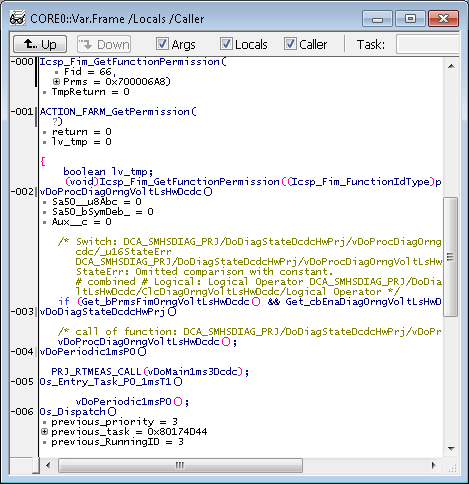 CORE0::Var.Frame /Locals /Caller
Up Down Args Locals Caller Task:
-000 Icsp_Fim_GetFunctionPermission(
Fid = 66,
Prms = 0x700006A8)
TmpReturn = 0
-001 ACTION_FARM_GetPermission(
?)
return = 0
lv_tmp = 0
{
boolean lv_tmp;
(void)Icsp_Fim_GetFunctionPermission((Icsp_Fim_FunctionIdType)p
-002 vDoProcDiagOrngVoltLsHwDcdc()
Sa50__u8Abc = 0
Sa50_bSymDeb_ = 0
Aux__c = 0
/* Switch: DCA_SMHSDIAG_PRJ/DoDiagStateDcdcHwPrj/vDoProcDiagOrng
cdc/_u16StateErr
DCA_SMHSDIAG_PRJ/DoDiagStateDcdcHwPrj/vDoProcDiagOrngVoltLsHw
StateErr: Omitted comparison with constant.
# combined # Logical: Logical Operator DCA_SMHSDIAG_PRJ/DoDiag
VoltLsHwDcdc/ClcDiagOrngVoltLsHwDcdc/Logical Operator */
if (Get_bPrmsFimOrngVoltLsHwDcdc() && Get_cbEnaDiagOrngVoltLsHwD
-003 vDoDiagStateDcdcHwPrj()
/* call of function: DCA_SMHSDIAG_PRJ/DoDiagStateDcdcHwPrj/vDoPr
vDoProcDiagOrngVoltLsHwDcdc();
-004 vDoPeriodic1msP0()
PRJ_RTMEAS_CALL(vDoMain1ms3Dcdc);
-005 Os_Entry_Task_P0_1msT1()
vDoPeriodic1msP0();
-006 Os_Dispatch()
previous_priority = 3
previous_task = 0x80174D44
previous_RunningID = 3